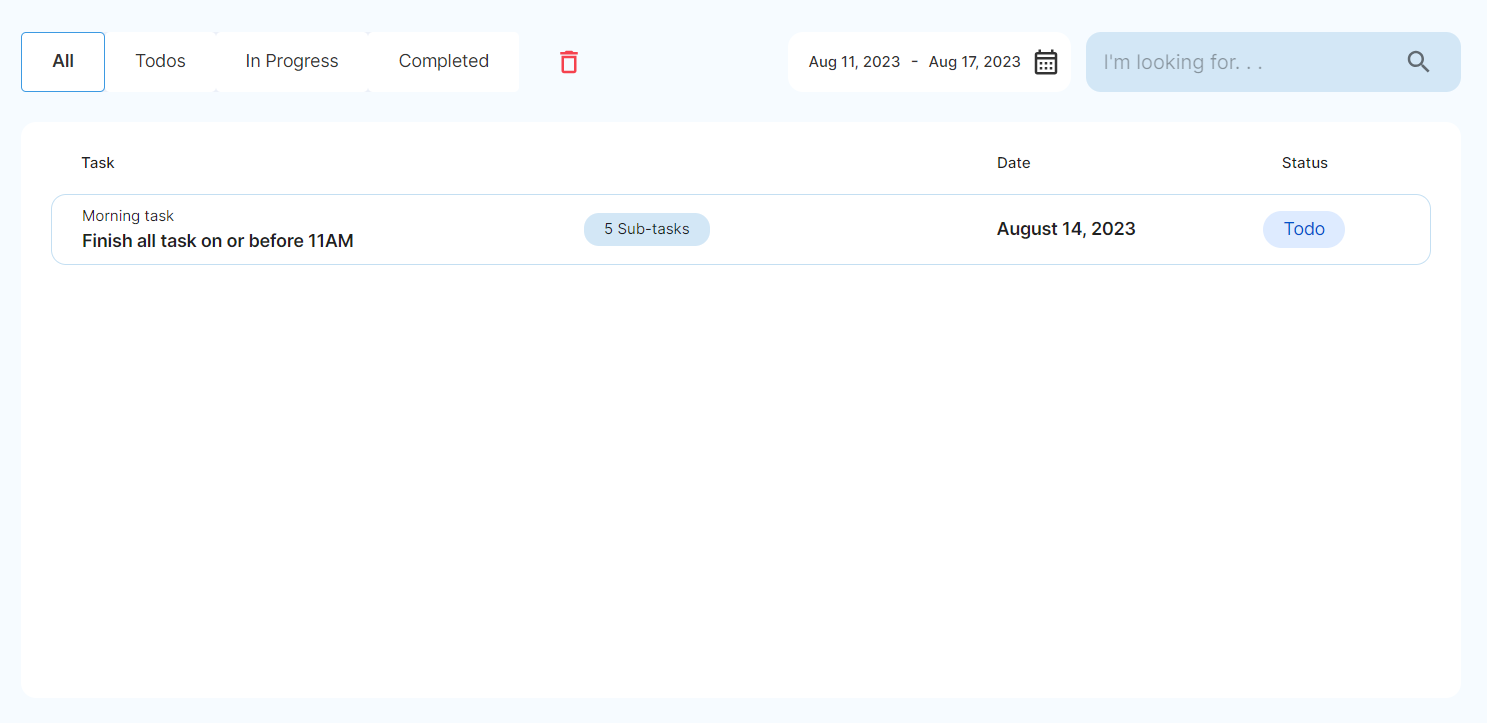 All Todos In Progress Completed Aug 11, 2023 - Aug 17, 2023 I'm looking for. . .
Task Date Status
Morning task
Finish all task on or before 11AM 5 Sub-tasks August 14, 2023 Todo